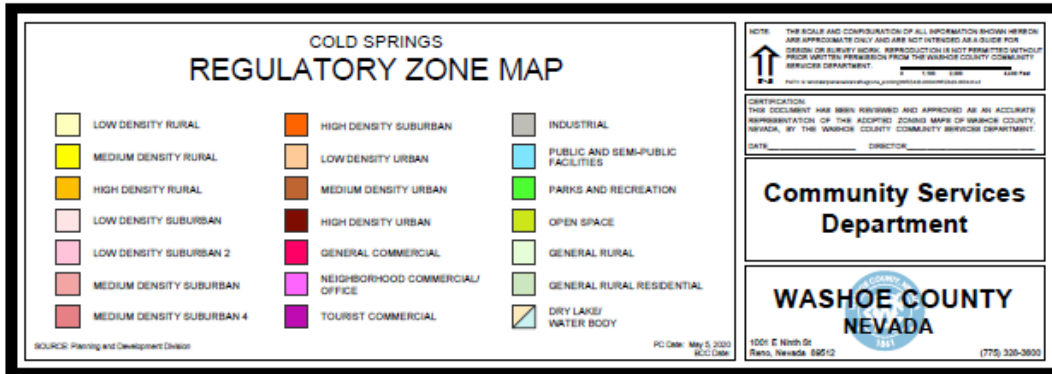 COLD SPRINGS
REGULATORY ZONE MAP
LOW DENSITY RURAL
MEDIUM DENSITY RURAL
HIGH DENSITY RURAL
LOW DENSITY SUBURBAN
LOW DENSITY SUBURBAN 2
MEDIUM DENSITY SUBURBAN
MEDIUM DENSITY SUBURBAN 4
HIGH DENSITY SUBURBAN
LOW DENSITY URBAN
MEDIUM DENSITY URBAN
HIGH DENSITY URBAN
GENERAL COMMERCIAL
NEIGHBORHOOD COMMERCIAL/
OFFICE
TOURIST COMMERCIAL
INDUSTRIAL
PUBLIC AND SEMI-PUBLIC
FACILITIES
PARKS AND RECREATION
OPEN SPACE
GENERAL RURAL
GENERAL RURAL RESIDENTIAL
DRY LAKE/
WATER BODY
SOURCE: Planning and Development Division
PC Date: May 5, 2020
BCC Date:
NOTE: THE SCALE AND CONFIGURATION OF ALL INFORMATION SHOWN HEREON
ARE APPROXIMATE ONLY AND ARE NOT INTENDED AS A GUIDE FOR
DESIGN OR SURVEY WORK. REPRODUCTION IS NOT PERMITTED WITHOUT
PRIOR WRITTEN PERMISSION FROM THE WASHOE COUNTY COMMUNITY
SERVICES DEPARTMENT.
CERTIFICATION:
THIS DOCUMENT HAS BEEN REVIEWED AND APPROVED AS AN ACCURATE
REPRESENTATION OF THE ADOPTED ZONING MAPS OF WASHOE COUNTY,
NEVADA, BY THE WASHOE COUNTY COMMUNITY SERVICES DEPARTMENT.
DATE DIRECTOR
Community Services
Department
WASHOE COUNTY
NEVADA
1861
1001 E Ninth St
Reno, Nevada 89512
(775) 328-3600